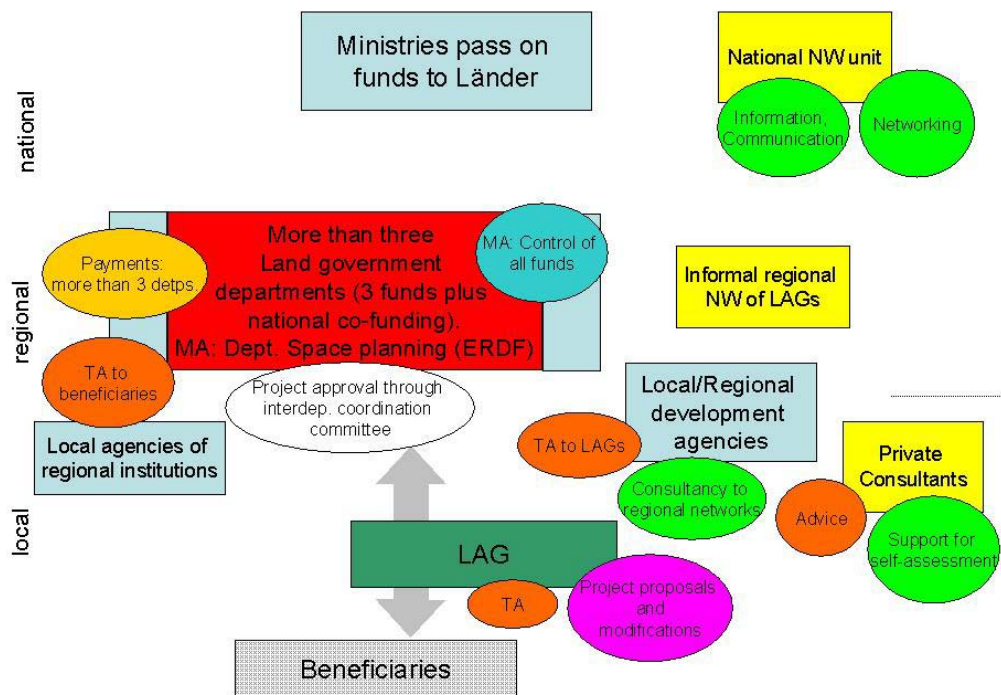 Ministries pass on
funds to Länder
National NW unit
Information,
Communication
Networking
national
More than three
Land government
departments (3 funds plus
national co-funding).
MA: Dept. Space planning (ERDF)
Payments:
more than 3 detps.
MA: Control of
all funds
Informal regional
NW of LAGs
regional
TA to
beneficiaries
Project approval through
interdep. coordination
committee
Local/Regional
development
agencies
Local agencies of
regional institutions
TA to LAGs
Private
Consultants
Consultancy to
regional networks
Advice
Support for
self-assessment
local
LAG
TA
Project proposals
and
modifications
Beneficiaries